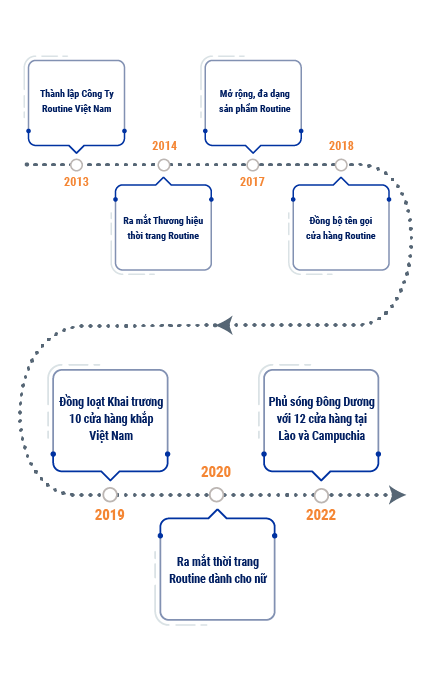 Thành lập Công Ty
Routine Việt Nam
2013
2014
Ra mắt Thương hiệu
thời trang Routine
Mở rộng, đa dạng
sản phẩm Routine
2017
2018
Đồng bộ tên gọi
cửa hàng Routine
Đồng loạt Khai trương
10 cửa hàng khắp
Việt Nam
2019
2020
Ra mắt thời trang
Routine dành cho nữ
Phủ sóng Đông Dương
với 12 cửa hàng tại
Lào và Campuchia
2022